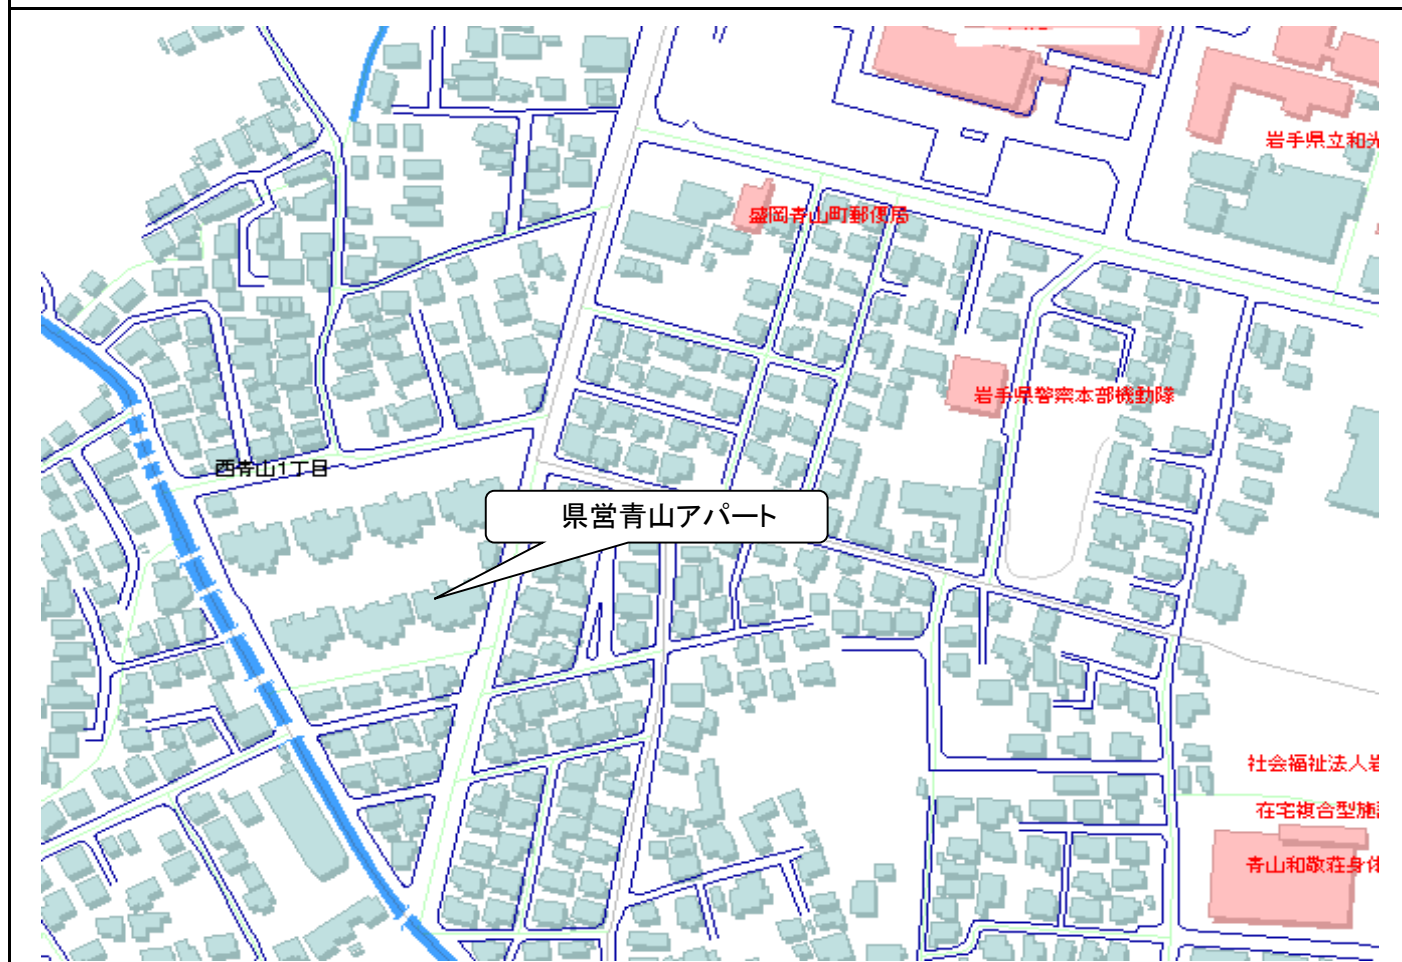 岩手県立和光
盛岡青山町郵便局
岩手県警察本部機動隊
西青山1丁目
県営青山アパート
社会福祉法人岩
在宅複合型施設
青山和敬荘身体